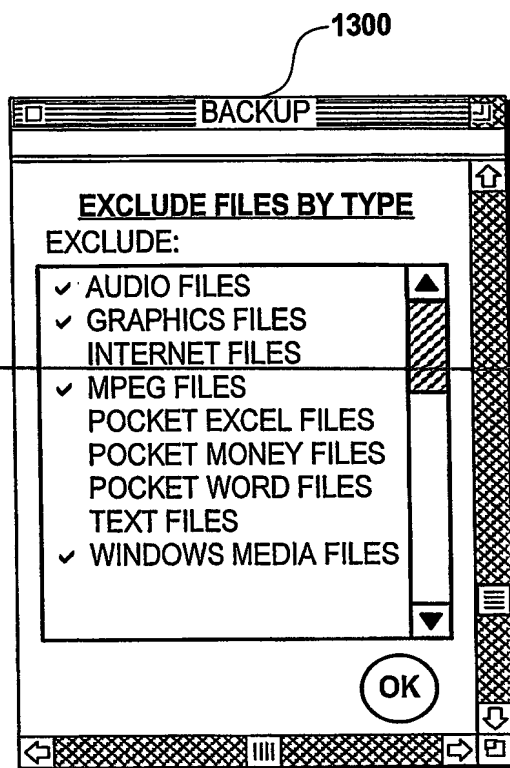 1300
BACKUP
EXCLUDE FILES BY TYPE
EXCLUDE:
✓ AUDIO FILES
✓ GRAPHICS FILES
INTERNET FILES
✓ MPEG FILES
POCKET EXCEL FILES
POCKET MONEY FILES
POCKET WORD FILES
TEXT FILES
✓ WINDOWS MEDIA FILES
OK